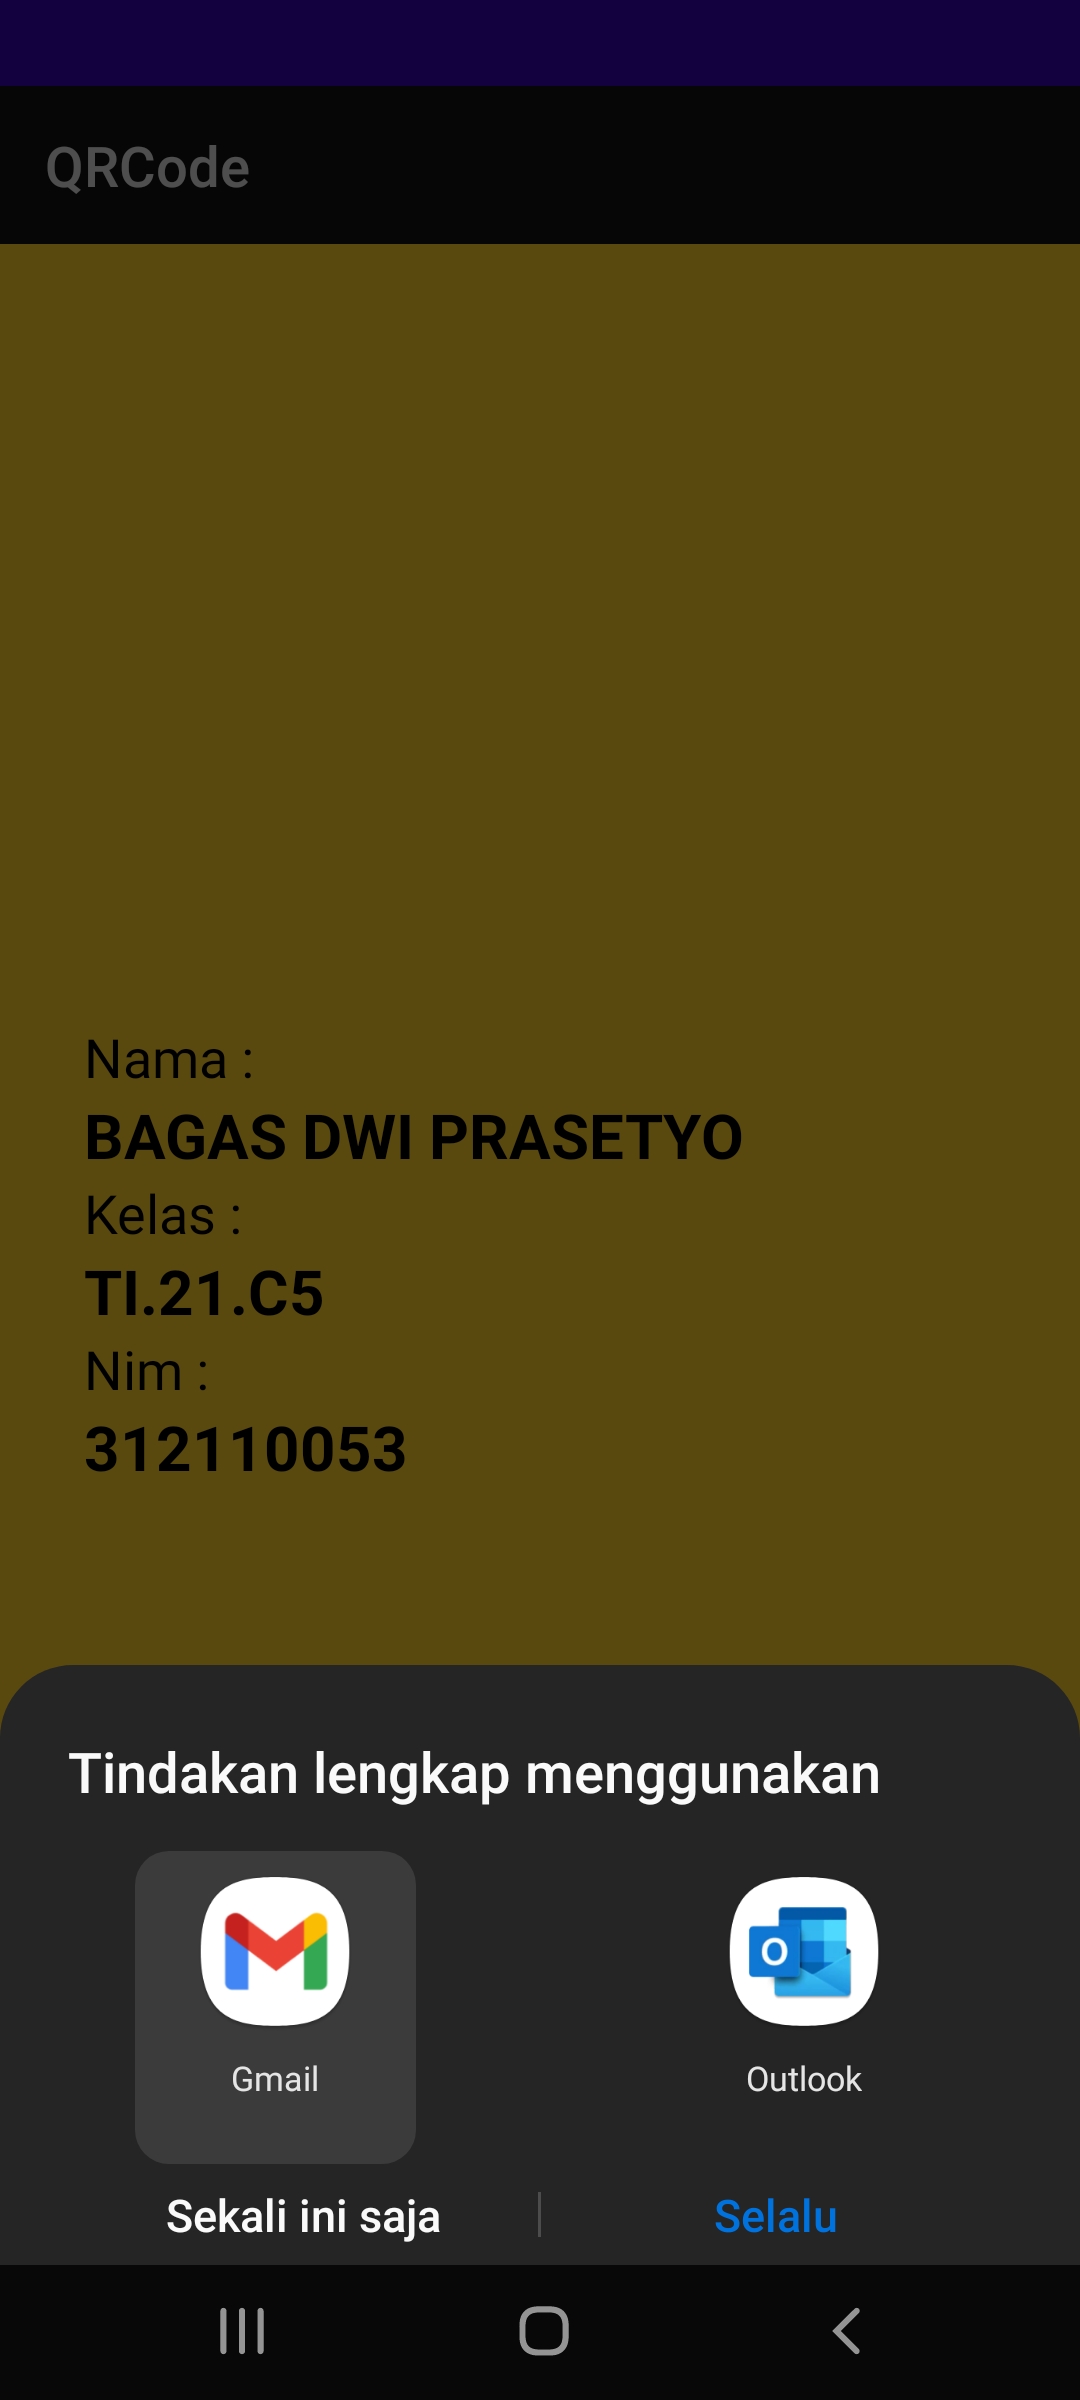 QRCode
Nama :
BAGAS DWI PRASETYO
Kelas :
TI.21.C5
Nim :
312110053
Tindakan lengkap menggunakan
Gmail
Outlook
Sekali ini saja
Selalu